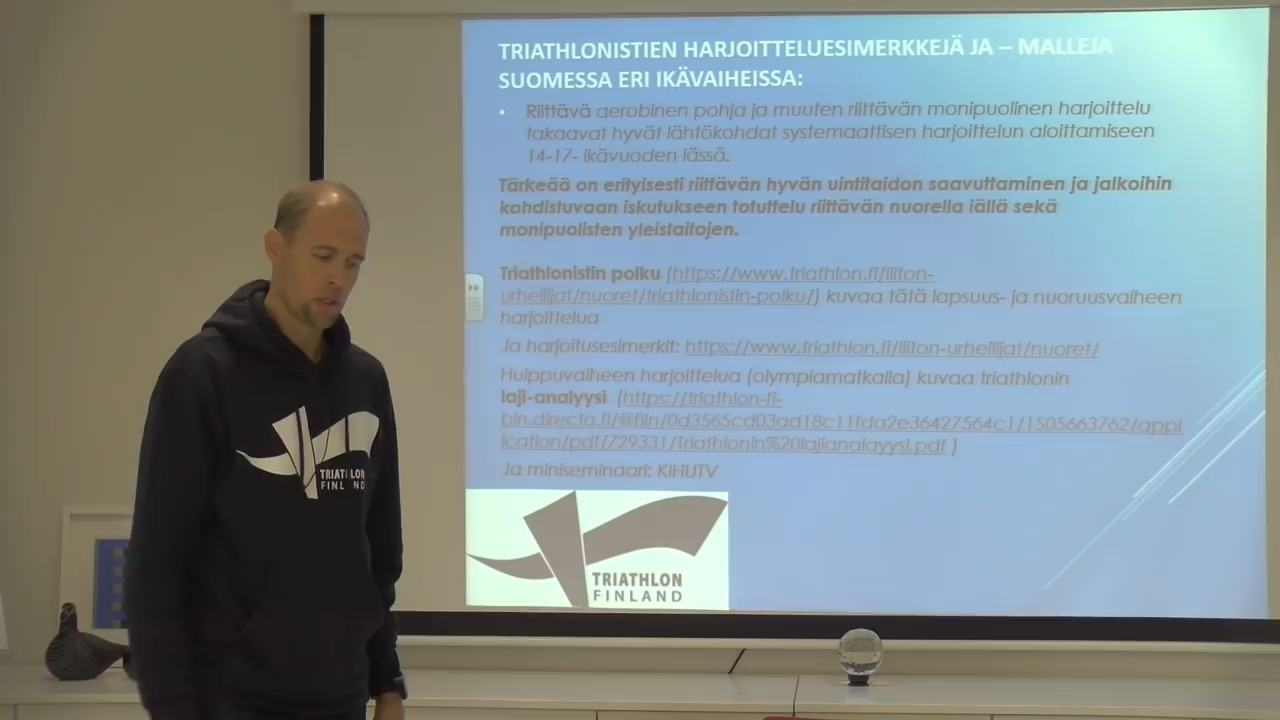 TRIATHLONISTIEN HARJOITTELUESIMERKKEJÄ JA – MALLEJA
SUOMESSA ERI IKÄVAIHEISSA:
• Riittävä aerobinen pohja ja muuten riittävän monipuolinen harjoittelu
takaavat hyvät lähtökohdat systemaattisen harjoittelun aloittamiseen
14-17- ikävuoden iässä.
Tärkeää on erityisesti riittävän hyvän uintitaidon saavuttaminen ja jalkoihin
kohdistuvaan iskutukseen totuttelu riittävän nuorella iällä sekä
monipuolisten yleistaitojen.
Triathlonistin polku (https://www.triathlon.fi/liiton-
urheilijat/nuoret/triathlonistin-polku/) kuvaa tätä lapsuus- ja nuoruusvaiheen
harjoittelua
Ja harjoitusesimerkit: https://www.triathlon.fi/liiton-urheilijat/nuoret/
Huippuvaiheen harjoittelua (olympiamatkalla) kuvaa triathlonin
laji-analyysi (https://triathlon-fi-
bin.directo.fi/@Bin/0d3565cd03ad18c11fda2e36427564c1/1505663762/appl
ication/pdf/729331/Triathlonin%20lajianalayysi.pdf )
Ja miniseminaari: KIHUTV
TRIATHLON
FINLAND
TRIATHLON
FINLAND